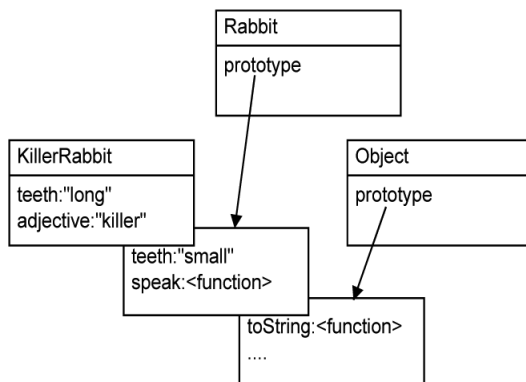 Rabbit
prototype
KillerRabbit
teeth:"long"
adjective:"killer"
Object
prototype
teeth:"small"
speak:<function>
toString:<function>
....